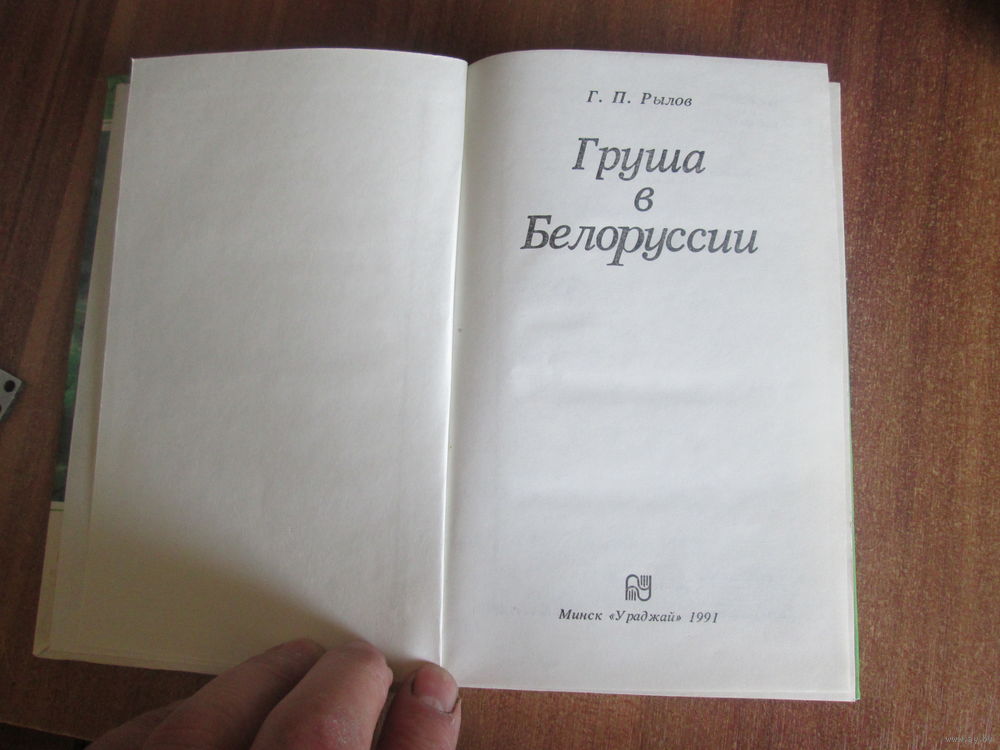 Г. П. Рылов
Груша
в
Белоруссии
Минск «Ураджай» 1991